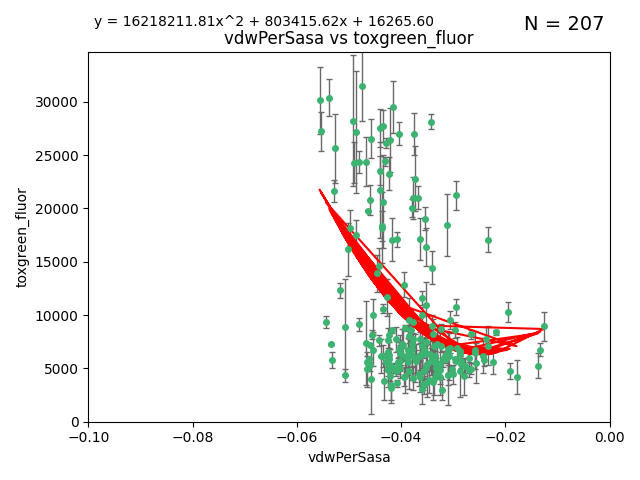 y = 16218211.81x^2 + 803415.62x + 16265.60
N = 207
vdwPerSasa vs toxgreen_fluor
30000
25000
20000
15000
10000
5000
0
toxgreen_fluor
−0.10 −0.08 −0.06 −0.04 −0.02 0.00
vdwPerSasa